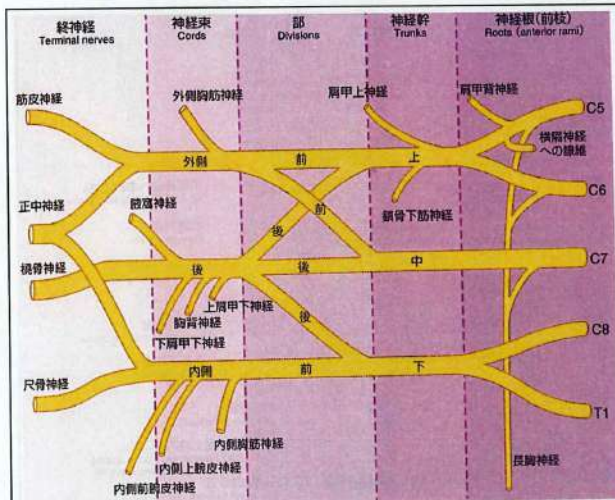 終神経
Terminal nerves
神経束
Cords
部
Divisions
神経幹
Trunks
神経根(前枝)
Roots (anterior rami)
筋皮神経
外側胸筋神経
肩甲上神経
肩甲背神経
C5
横隔神経
への線維
外側
前
上
C6
正中神経
腋窩神経
鎖骨下筋神経
前
後
橈骨神経
後
後
中
C7
上肩甲下神経
胸背神経
下肩甲下神経
後
C8
尺骨神経
内側
前
下
T1
内側胸筋神経
内側上腕皮神経
内側前腕皮神経
長胸神経